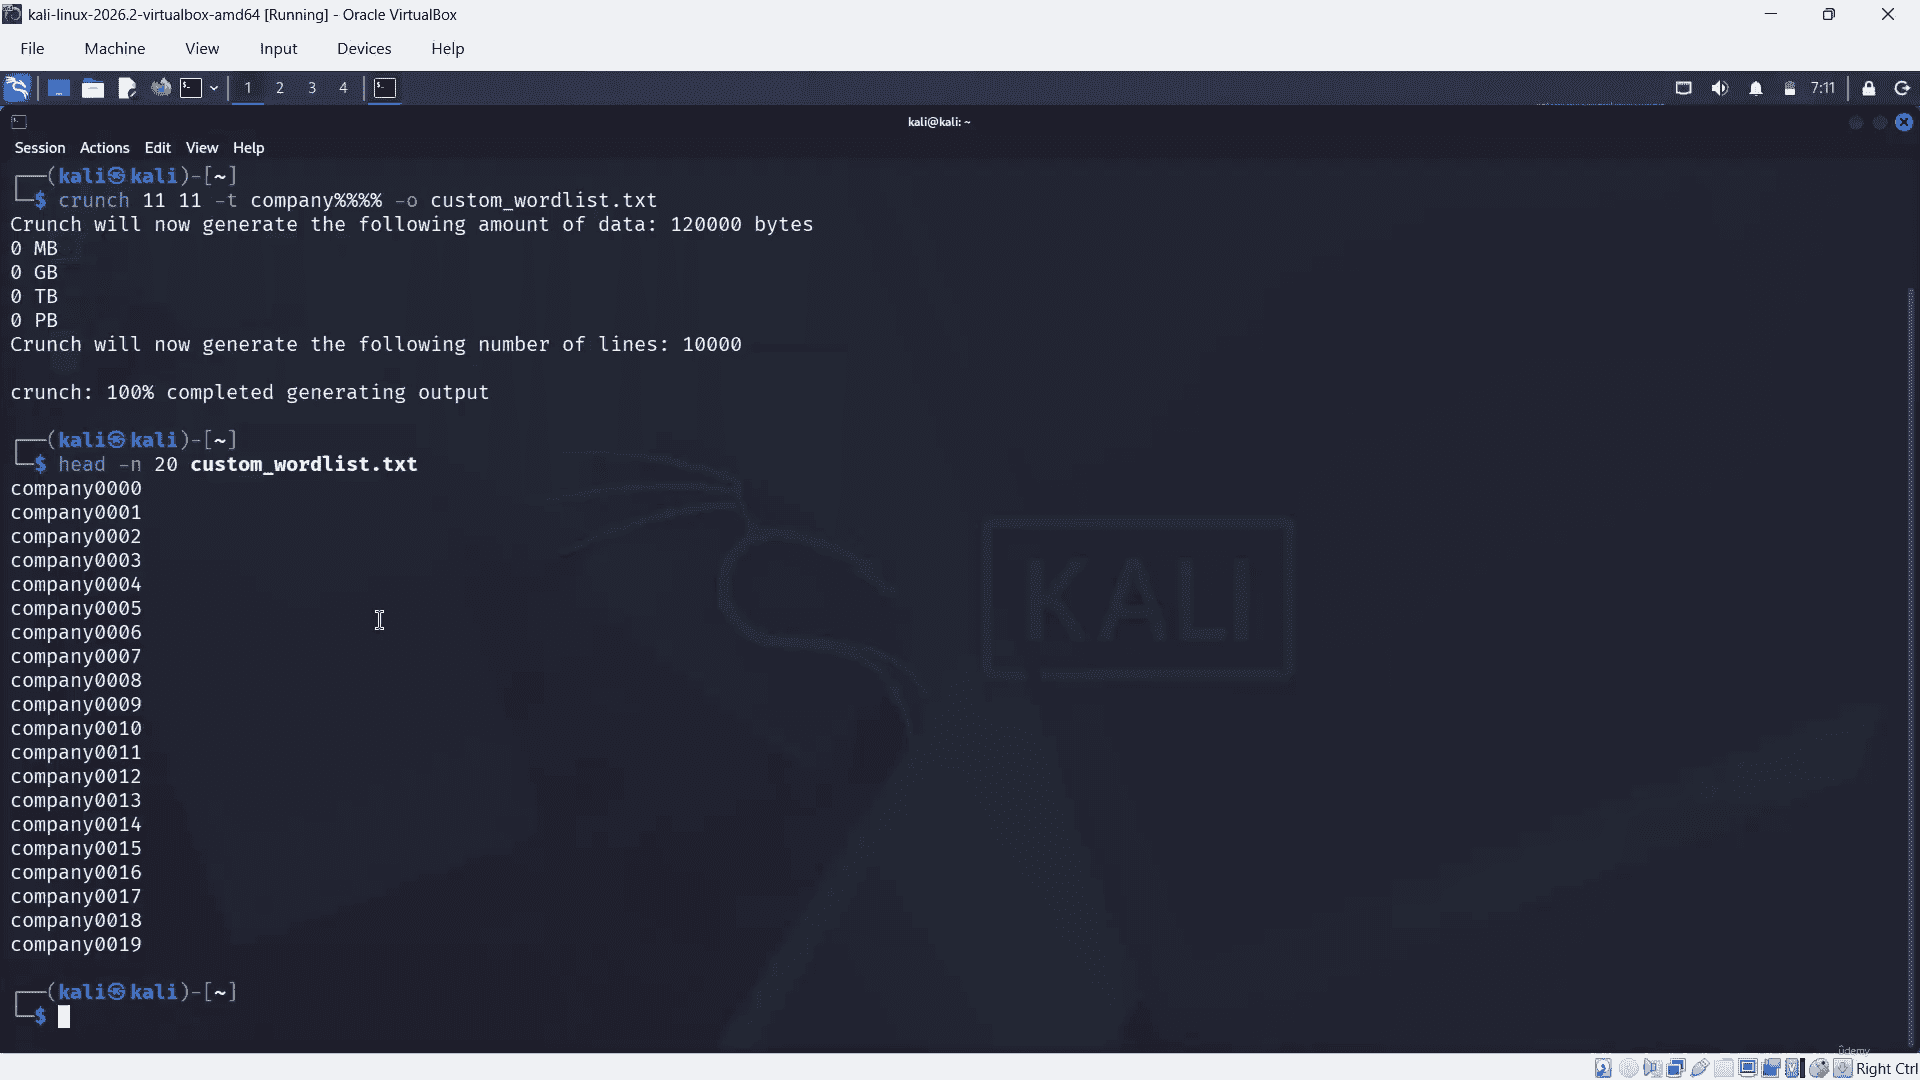 kali-linux-2026.2-virtualbox-amd64 [Running] - Oracle VirtualBox
File Machine View Input Devices Help
1 2 3 4 7:11
kali@kali: ~
Session Actions Edit View Help
┌──(kali㉿kali)-[~]
└─$ crunch 11 11 -t company%%%% -o custom_wordlist.txt
Crunch will now generate the following amount of data: 120000 bytes
0 MB
0 GB
0 TB
0 PB
Crunch will now generate the following number of lines: 10000
crunch: 100% completed generating output
┌──(kali㉿kali)-[~]
└─$ head -n 20 custom_wordlist.txt
company0000
company0001
company0002
company0003
company0004
company0005
company0006
company0007
company0008
company0009
company0010
company0011
company0012
company0013
company0014
company0015
company0016
company0017
company0018
company0019
┌──(kali㉿kali)-[~]
└─$
KALI
ûdemy
Right Ctrl